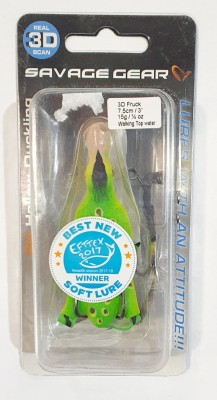 REAL
3D
SCAN
SAVAGE GEAR
3D Fruck
7.5cm / 3"
15g / ½ oz
Walking Top water
BEST NEW
EFTTEX
2017
WINNER
SOFT LURE
LURES WITH AN ATTITUDE!!!
Duckling